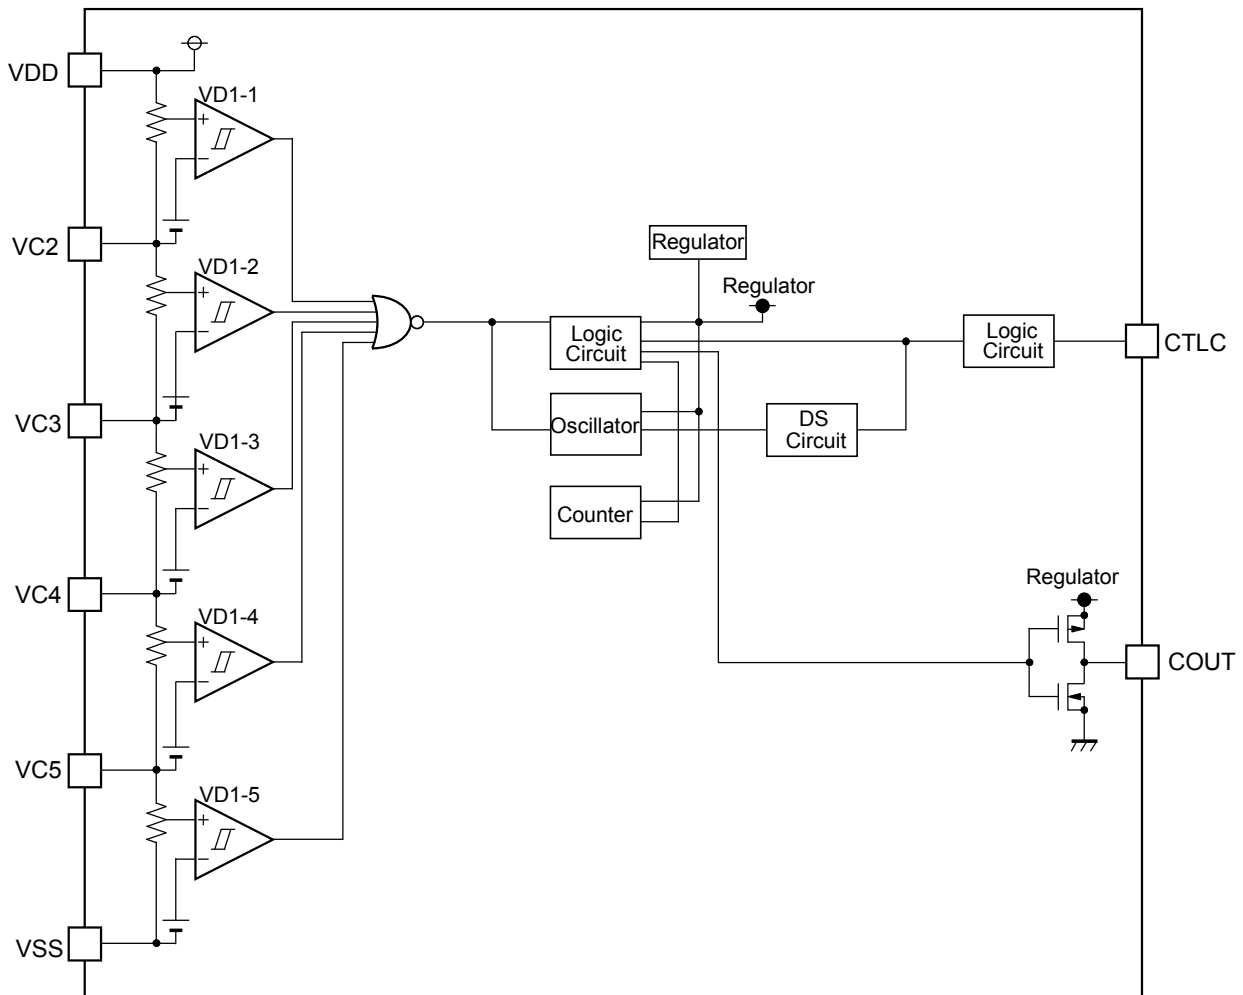 VDD
VD1-1
VC2
VD1-2
Regulator
Regulator
Logic
Circuit
Logic
Circuit
CTLC
VC3
VD1-3
Oscillator
DS
Circuit
Counter
VC4
VD1-4
Regulator
COUT
VC5
VD1-5
VSS